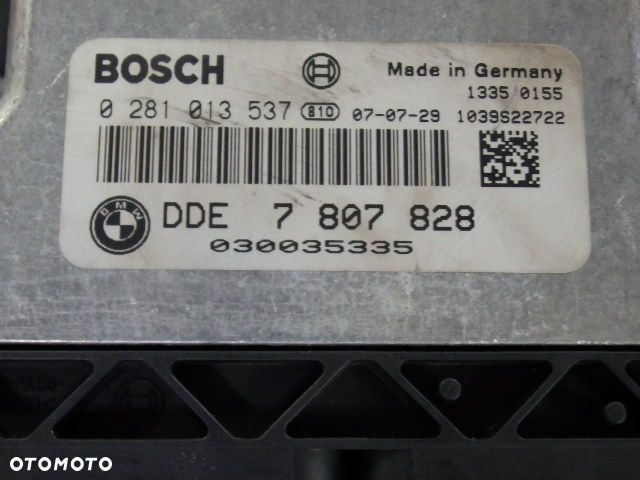 BOSCH Made in Germany
1335 0155
0 281 013 537 810 07-07-29 1039S22722
BMW DDE 7 807 828
030035335
OTOMOTO